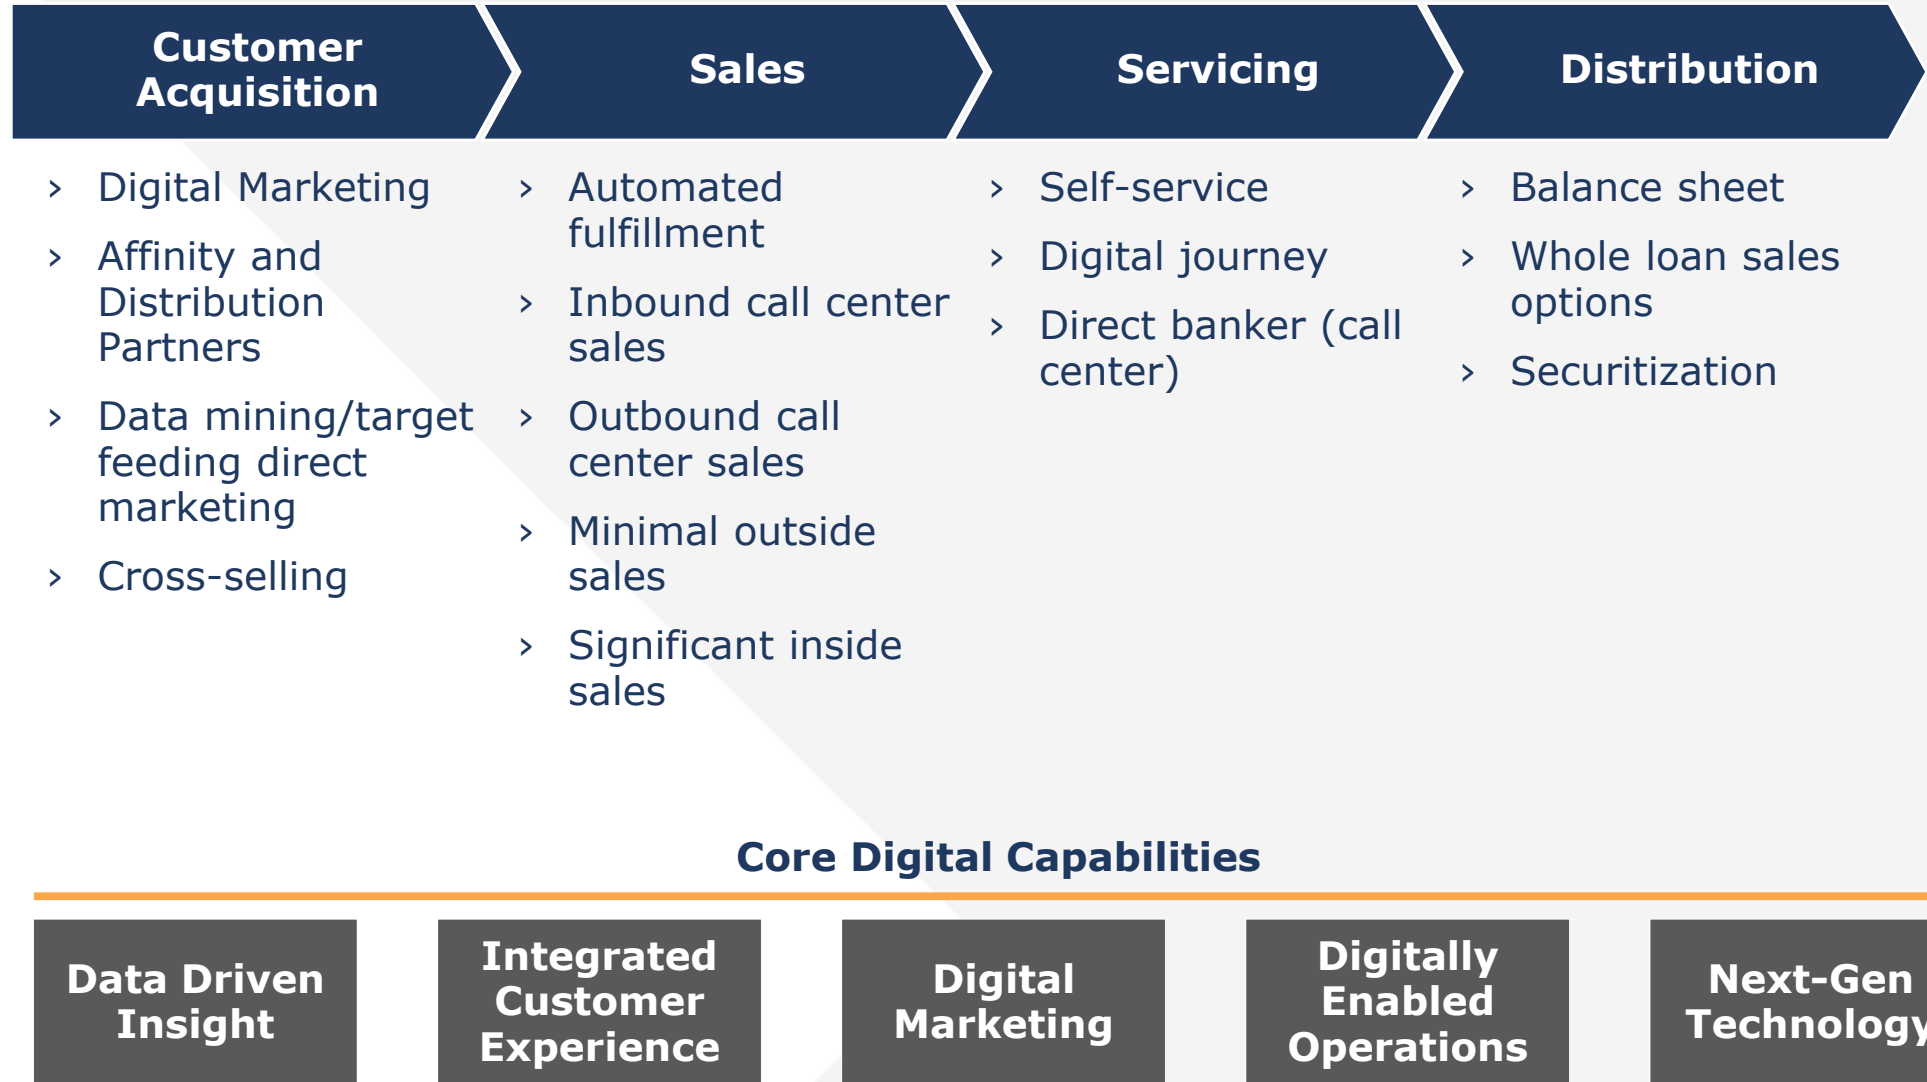 Customer
Acquisition
Sales
Servicing
Distribution
› Digital Marketing
› Affinity and
Distribution
Partners
› Data mining/target
feeding direct
marketing
› Cross-selling
› Automated
fulfillment
› Inbound call center
sales
› Outbound call
center sales
› Minimal outside
sales
› Significant inside
sales
› Self-service
› Digital journey
› Direct banker (call
center)
› Balance sheet
› Whole loan sales
options
› Securitization
Core Digital Capabilities
Data Driven
Insight
Integrated
Customer
Experience
Digital
Marketing
Digitally
Enabled
Operations
Next-Gen
Technology